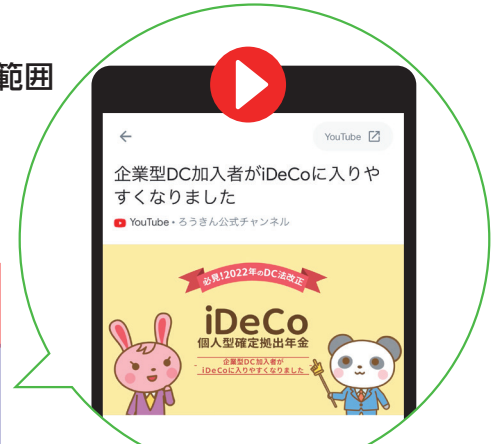 範囲
YouTube
企業型DC加入者がiDeCoに入りや
すくなりました
YouTube・ろうきん公式チャンネル
必見!2022年のDC法改正
iDeCo
個人型確定拠出年金
企業型DC加入者が
iDeCoに入りやすくなりました